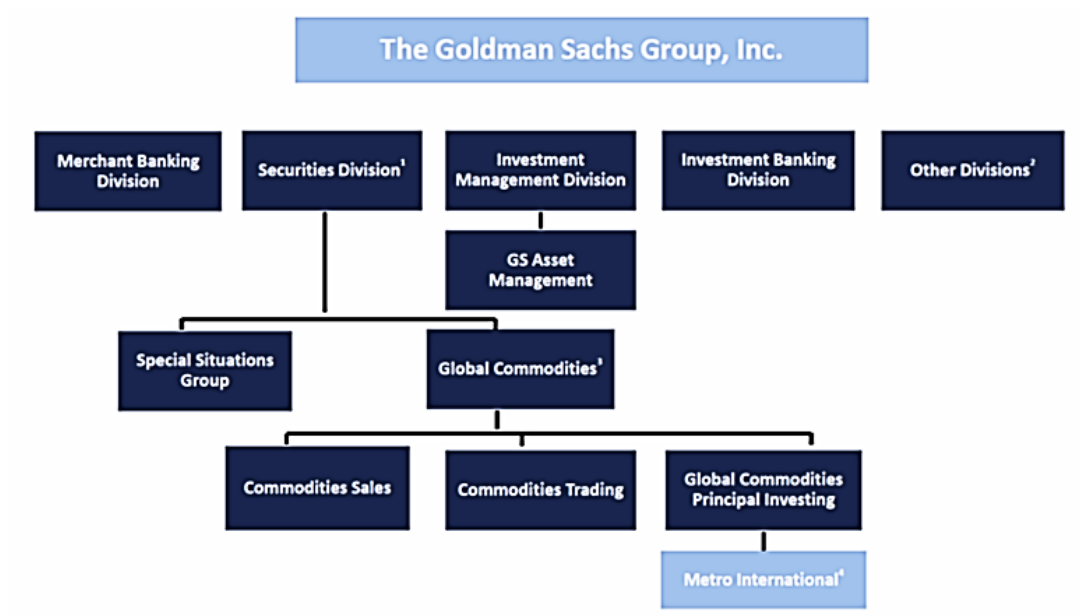 The Goldman Sachs Group, Inc.
Merchant Banking
Division
Securities Division¹
Investment
Management Division
Investment Banking
Division
Other Divisions²
GS Asset
Management
Special Situations
Group
Global Commodities³
Commodities Sales
Commodities Trading
Global Commodities
Principal Investing
Metro International⁴